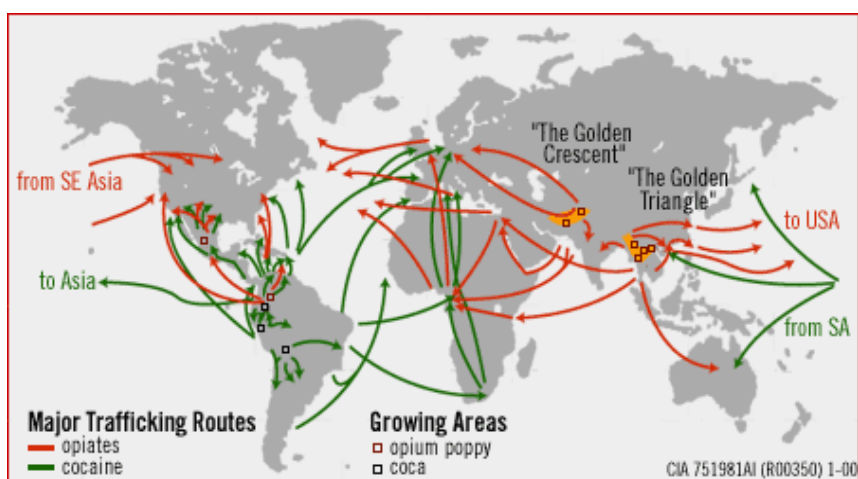 "The Golden
Crescent"
"The Golden
Triangle"
from SE Asia
to USA
to Asia
from SA
Major Trafficking Routes
opiates
cocaine
Growing Areas
opium poppy
coca
CIA 751981AI (R00350) 1-00